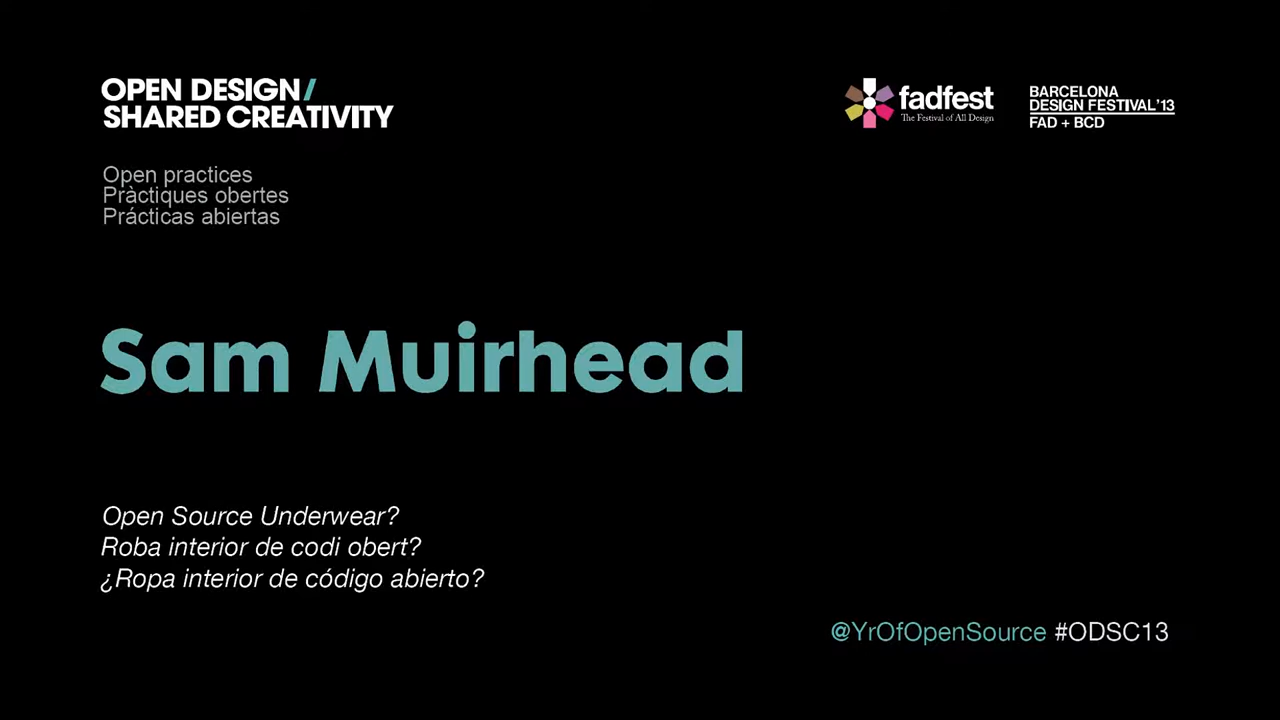 OPEN DESIGN/
SHARED CREATIVITY
fadfest
The Festival of All Design
BARCELONA
DESIGN FESTIVAL'13
FAD + BCD
Open practices
Pràctiques obertes
Prácticas abiertas
Sam Muirhead
Open Source Underwear?
Roba interior de codi obert?
¿Ropa interior de código abierto?
@YrOfOpenSource #ODSC13